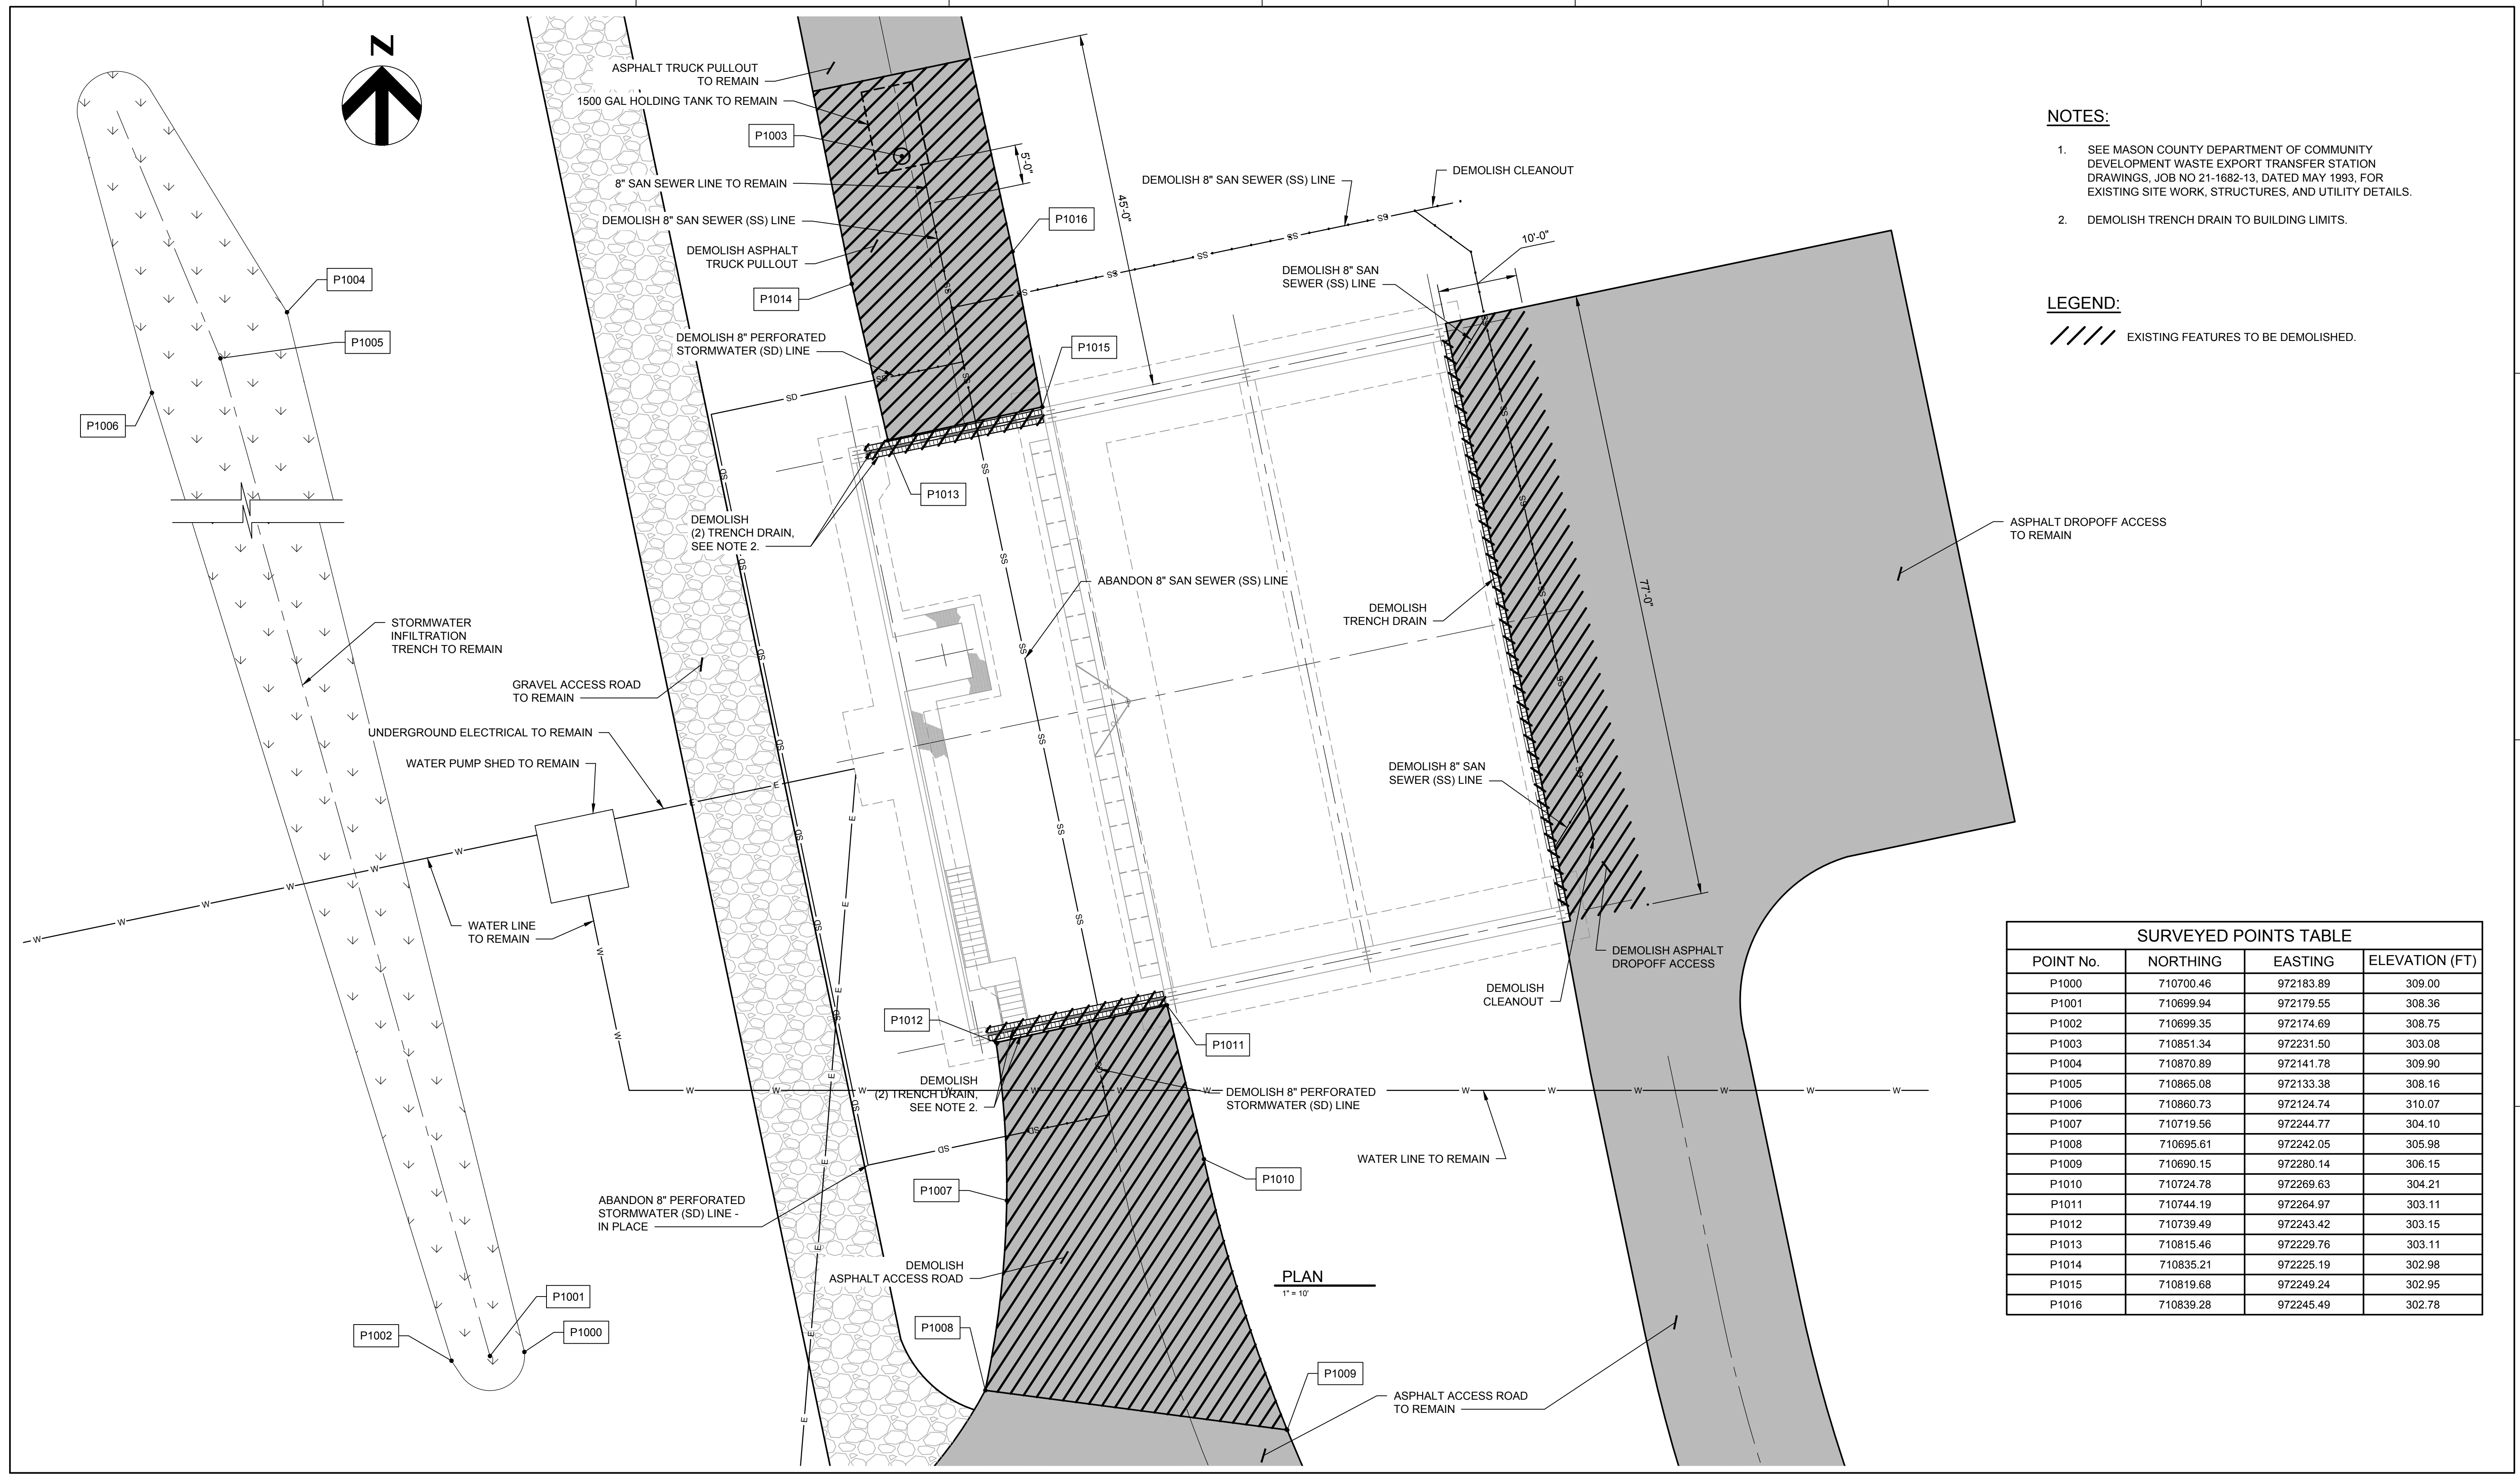 N
ASPHALT TRUCK PULLOUT
TO REMAIN
1500 GAL HOLDING TANK TO REMAIN
P1003
8" SAN SEWER LINE TO REMAIN
DEMOLISH 8" SAN SEWER (SS) LINE
DEMOLISH ASPHALT
TRUCK PULLOUT
P1014
5'-0"
45'-0"
P1016
DEMOLISH 8" SAN SEWER (SS) LINE
DEMOLISH CLEANOUT
10'-0"
DEMOLISH 8" SAN
SEWER (SS) LINE
P1004
P1005
P1006
DEMOLISH 8" PERFORATED
STORMWATER (SD) LINE
P1015
P1013
DEMOLISH
(2) TRENCH DRAIN,
SEE NOTE 2.
ABANDON 8" SAN SEWER (SS) LINE
DEMOLISH
TRENCH DRAIN
77'-0"
ASPHALT DROPOFF ACCESS
TO REMAIN
STORMWATER
INFILTRATION
TRENCH TO REMAIN
GRAVEL ACCESS ROAD
TO REMAIN
UNDERGROUND ELECTRICAL TO REMAIN
WATER PUMP SHED TO REMAIN
DEMOLISH 8" SAN
SEWER (SS) LINE
WATER LINE
TO REMAIN
DEMOLISH ASPHALT
DROPOFF ACCESS
DEMOLISH
CLEANOUT
P1012
P1011
DEMOLISH
(2) TRENCH DRAIN,
SEE NOTE 2.
DEMOLISH 8" PERFORATED
STORMWATER (SD) LINE
WATER LINE TO REMAIN
P1010
P1007
ABANDON 8" PERFORATED
STORMWATER (SD) LINE -
IN PLACE
DEMOLISH
ASPHALT ACCESS ROAD
PLAN
1" = 10'
P1001
P1000
P1002
P1008
P1009
ASPHALT ACCESS ROAD
TO REMAIN
SS
SD
E
W
NOTES:
1. SEE MASON COUNTY DEPARTMENT OF COMMUNITY
DEVELOPMENT WASTE EXPORT TRANSFER STATION
DRAWINGS, JOB NO 21-1682-13, DATED MAY 1993, FOR
EXISTING SITE WORK, STRUCTURES, AND UTILITY DETAILS.
2. DEMOLISH TRENCH DRAIN TO BUILDING LIMITS.
LEGEND:
EXISTING FEATURES TO BE DEMOLISHED.
SURVEYED POINTS TABLE
POINT No. NORTHING EASTING ELEVATION (FT)
P1000 710700.46 972183.89 309.00
P1001 710699.94 972179.55 308.36
P1002 710699.35 972174.69 308.75
P1003 710851.34 972231.50 303.08
P1004 710870.89 972141.78 309.90
P1005 710865.08 972133.38 308.16
P1006 710860.73 972124.74 310.07
P1007 710719.56 972244.77 304.10
P1008 710695.61 972242.05 305.98
P1009 710690.15 972280.14 306.15
P1010 710724.78 972269.63 304.21
P1011 710744.19 972264.97 303.11
P1012 710739.49 972243.42 303.15
P1013 710815.46 972229.76 303.11
P1014 710835.21 972225.19 302.98
P1015 710819.68 972249.24 302.95
P1016 710839.28 972245.49 302.78